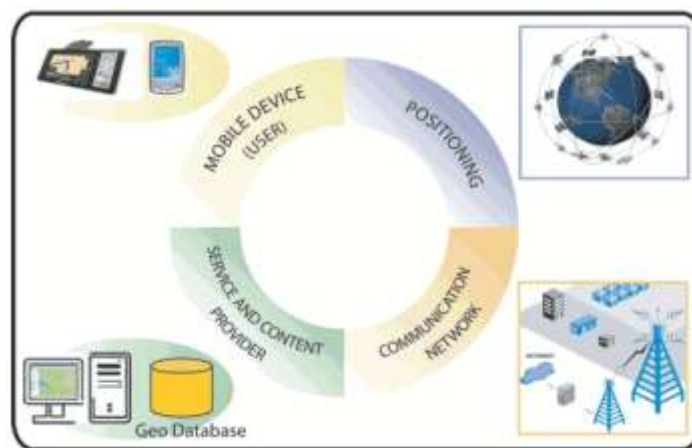 MOBILE DEVICE
(USER)
POSITIONING
SERVICE AND CONTENT
PROVIDER
COMMUNICATION
NETWORK
Geo Database